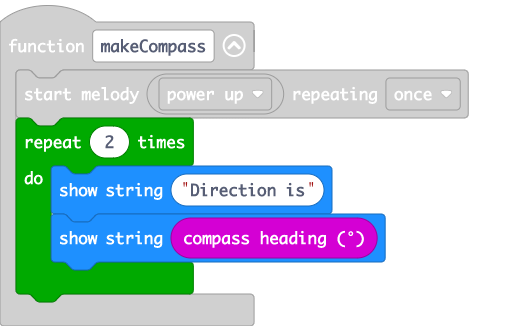 function makeCompass
start melody power up repeating once
repeat 2 times
do show string "Direction is"
show string compass heading (°)